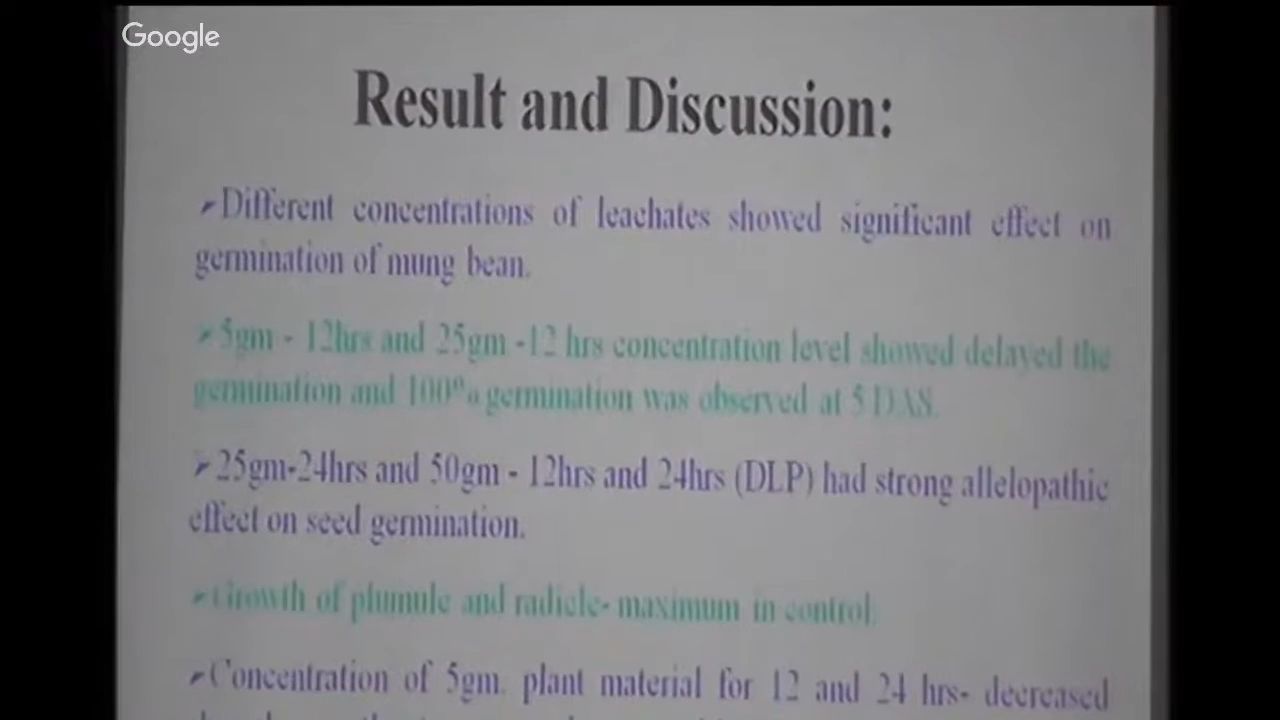 Google
Result and Discussion:
➢Different concentrations of leachates showed significant effect on
germination of mung bean.
➢5gm - 12hrs and 25gm -12 hrs concentration level showed delayed the
germination and 100% germination was observed at 5 DAS.
➢25gm-24hrs and 50gm - 12hrs and 24hrs (DLP) had strong allelopathic
effect on seed germination.
➢Growth of plumule and radicle- maximum in control.
➢Concentration of 5gm. plant material for 12 and 24 hrs- decreased